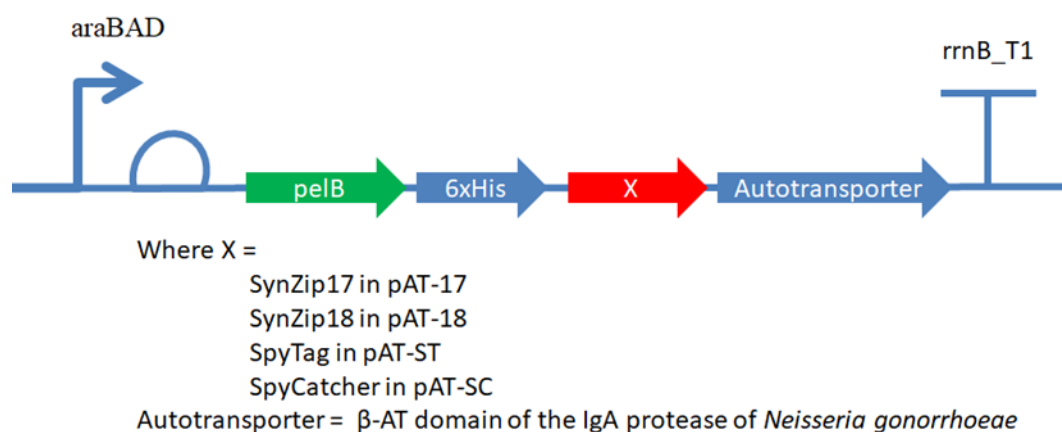 araBAD
rrnB_T1
pelB 6xHis X Autotransporter
Where X =
SynZip17 in pAT-17
SynZip18 in pAT-18
SpyTag in pAT-ST
SpyCatcher in pAT-SC
Autotransporter = β-AT domain of the IgA protease of Neisseria gonorrhoeae